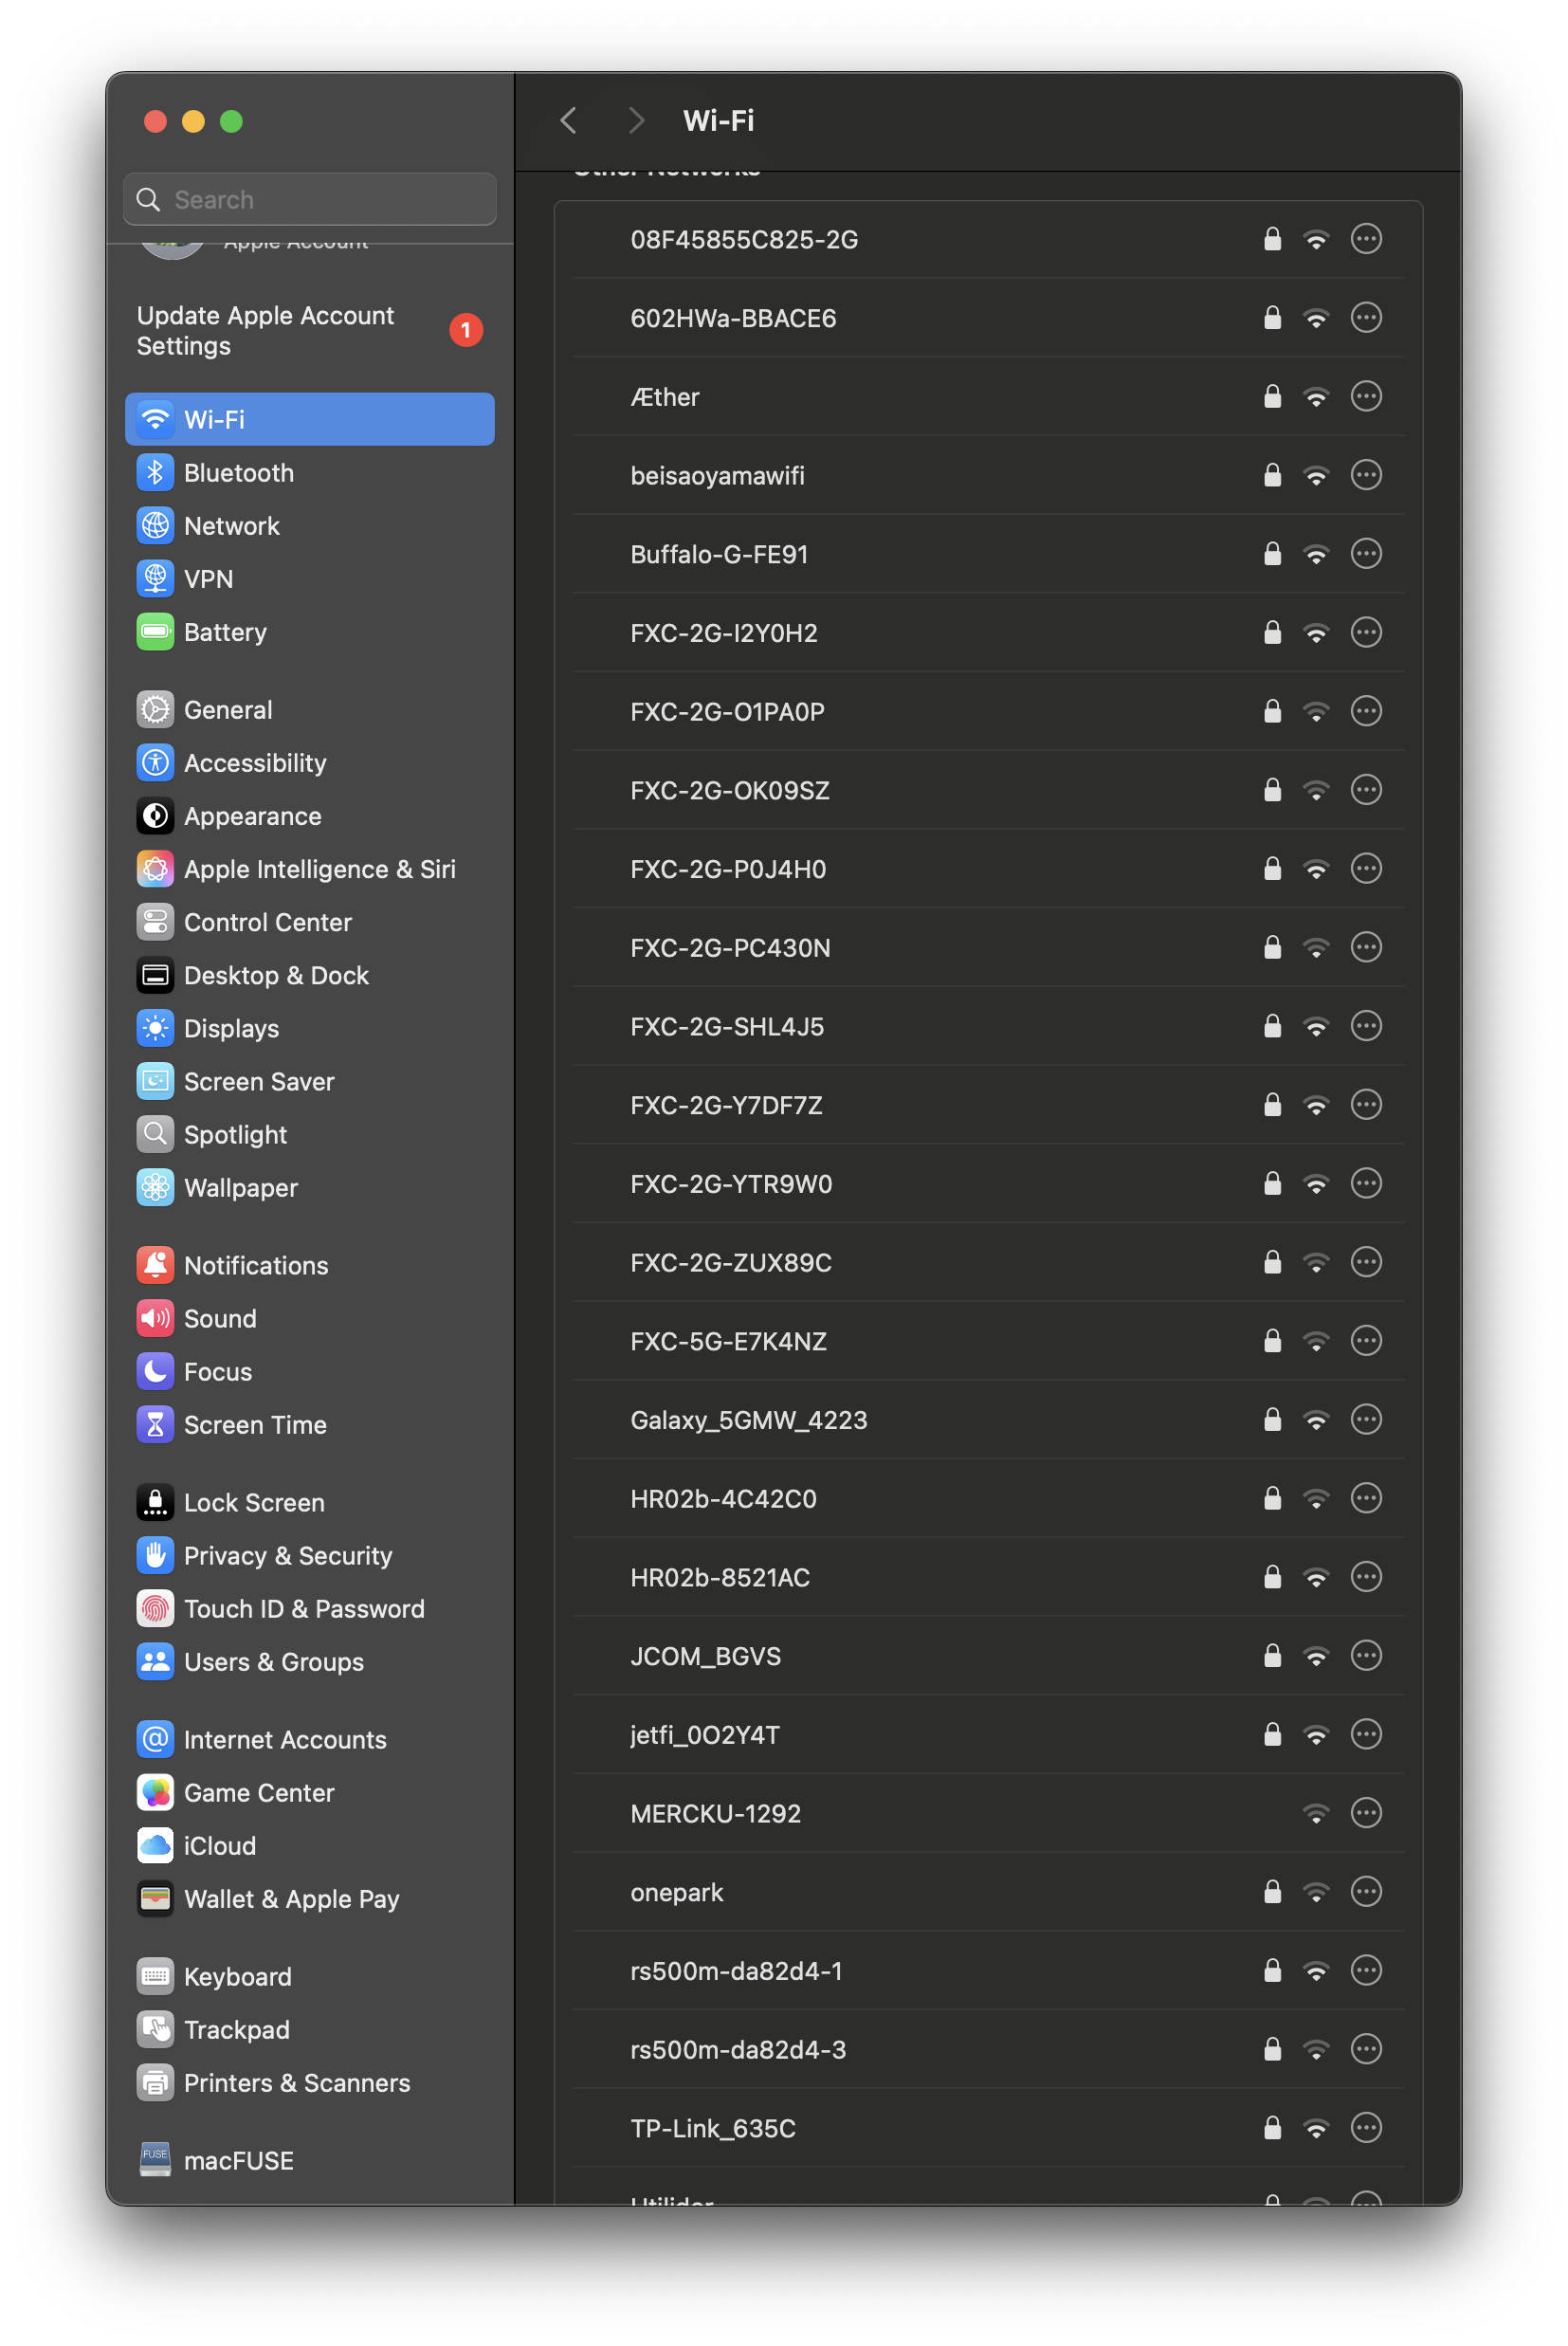 Wi-Fi
Search
Apple Account
Update Apple Account
Settings
1
Wi-Fi
Bluetooth
Network
VPN
Battery
General
Accessibility
Appearance
Apple Intelligence & Siri
Control Center
Desktop & Dock
Displays
Screen Saver
Spotlight
Wallpaper
Notifications
Sound
Focus
Screen Time
Lock Screen
Privacy & Security
Touch ID & Password
Users & Groups
Internet Accounts
Game Center
iCloud
Wallet & Apple Pay
Keyboard
Trackpad
Printers & Scanners
FUSE
macFUSE
Other Networks
08F45855C825-2G
602HWa-BBACE6
Æther
beisaoyamawifi
Buffalo-G-FE91
FXC-2G-I2Y0H2
FXC-2G-O1PA0P
FXC-2G-OK09SZ
FXC-2G-P0J4H0
FXC-2G-PC430N
FXC-2G-SHL4J5
FXC-2G-Y7DF7Z
FXC-2G-YTR9W0
FXC-2G-ZUX89C
FXC-5G-E7K4NZ
Galaxy_5GMW_4223
HR02b-4C42C0
HR02b-8521AC
JCOM_BGVS
jetfi_0O2Y4T
MERCKU-1292
onepark
rs500m-da82d4-1
rs500m-da82d4-3
TP-Link_635C